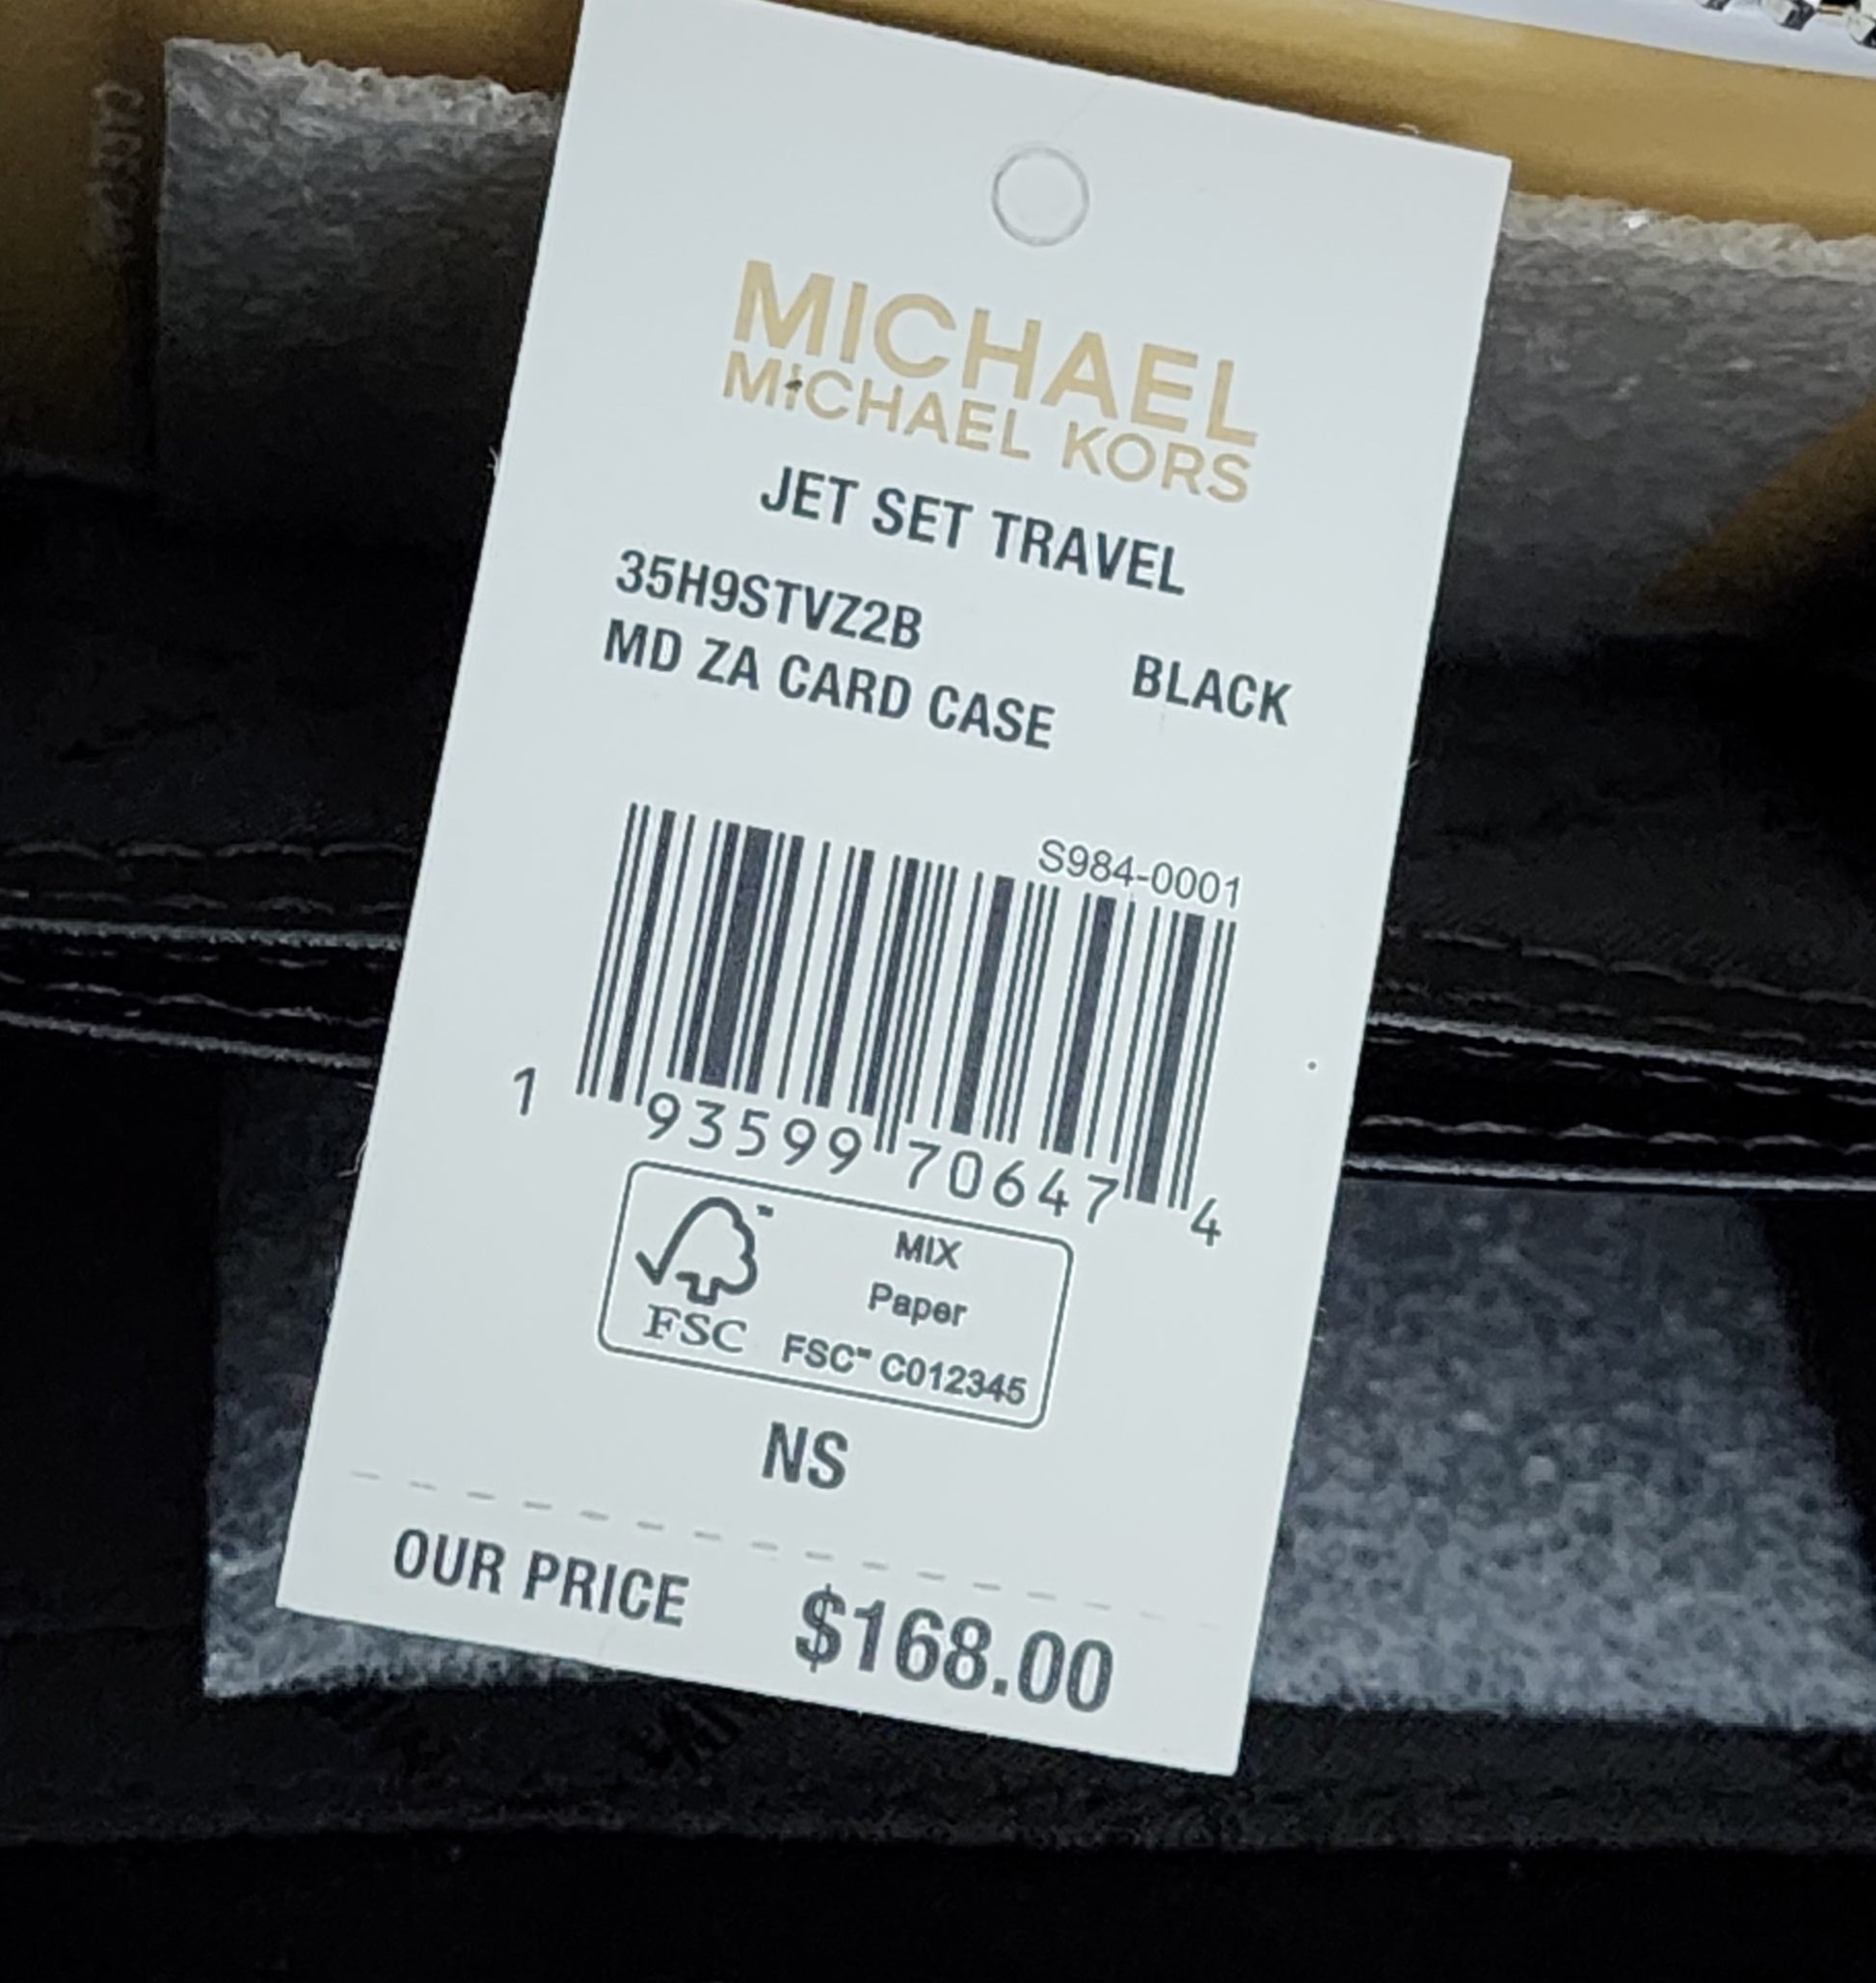 MICHAEL
MICHAEL KORS
JET SET TRAVEL
35H9STVZ2B
MD ZA CARD CASE BLACK
S984-0001
1 93599 70647 4
MIX
Paper
FSC FSC™ C012345
NS
OUR PRICE $168.00